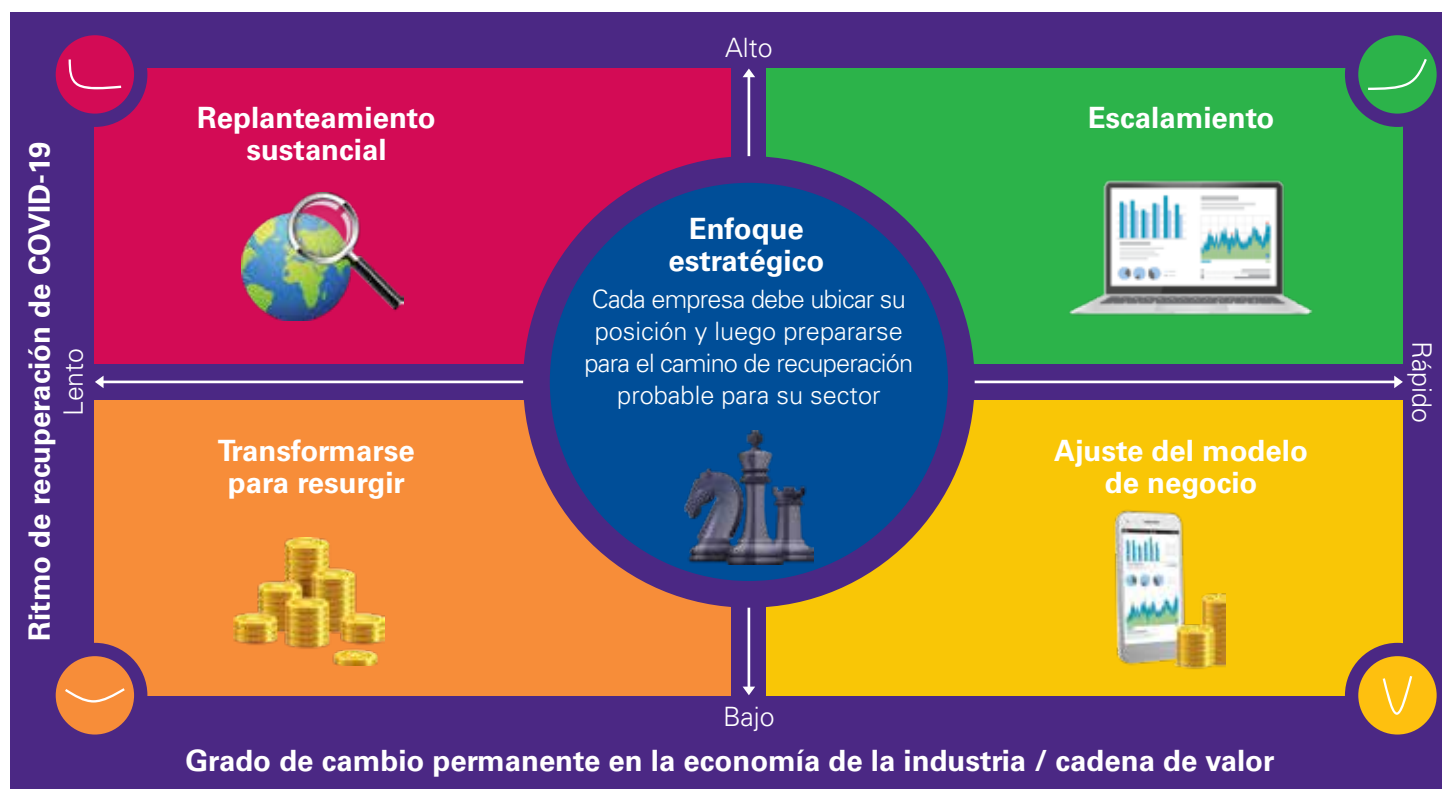 Alto
Replanteamiento
sustancial
Escalamiento
Ritmo de recuperación de COVID-19
Lento
Enfoque
estratégico
Cada empresa debe ubicar su
posición y luego prepararse
para el camino de recuperación
probable para su sector
Rápido
Transformarse
para resurgir
Ajuste del modelo
de negocio
Bajo
Grado de cambio permanente en la economía de la industria / cadena de valor